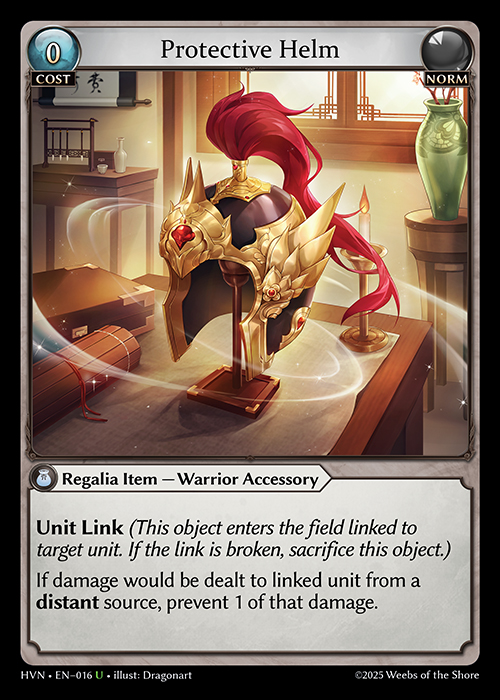 0
COST
Protective Helm
NORM
Regalia Item — Warrior Accessory
Unit Link (This object enters the field linked to
target unit. If the link is broken, sacrifice this object.)
If damage would be dealt to linked unit from a
distant source, prevent 1 of that damage.
HVN • EN–016 U • illust: Dragonart
©2025 Weebs of the Shore